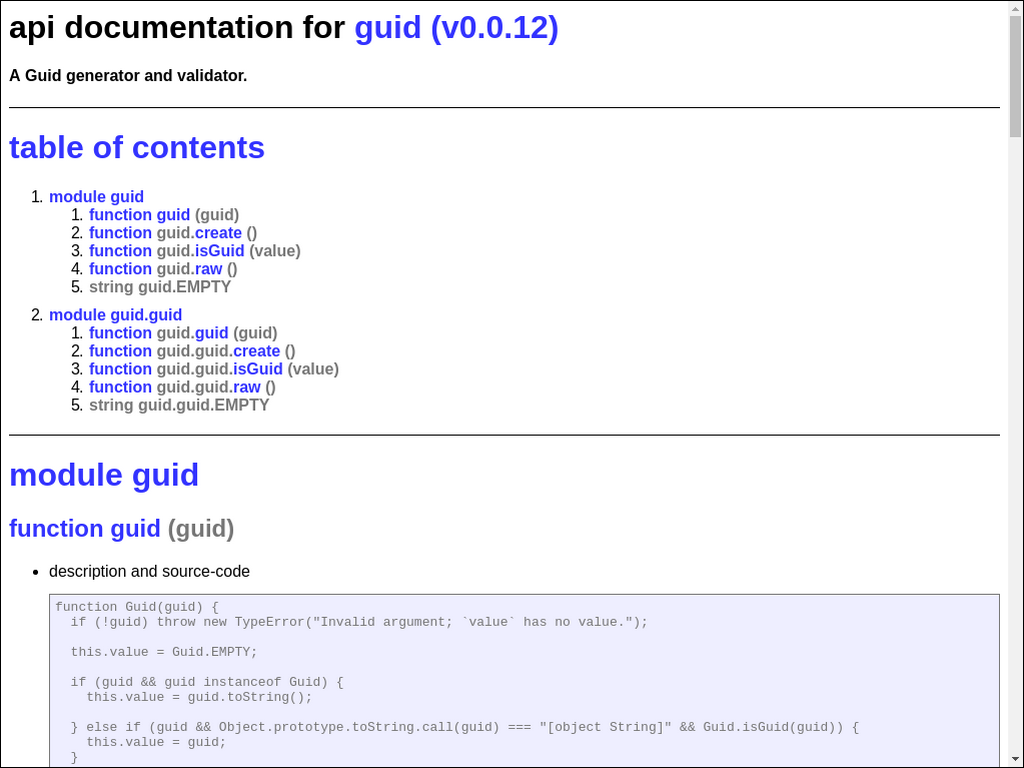 api documentation for guid (v0.0.12)
A Guid generator and validator.
table of contents
1. module guid
1. function guid (guid)
2. function guid.create ()
3. function guid.isGuid (value)
4. function guid.raw ()
5. string guid.EMPTY
2. module guid.guid
1. function guid.guid (guid)
2. function guid.guid.create ()
3. function guid.guid.isGuid (value)
4. function guid.guid.raw ()
5. string guid.guid.EMPTY
module guid
function guid (guid)
• description and source-code
function Guid(guid) {
  if (!guid) throw new TypeError("Invalid argument; `value` has no value.");
  this.value = Guid.EMPTY;
  if (guid && guid instanceof Guid) {
    this.value = guid.toString();
  } else if (guid && Object.prototype.toString.call(guid) === "[object String]" && Guid.isGuid(guid)) {
    this.value = guid;
  }